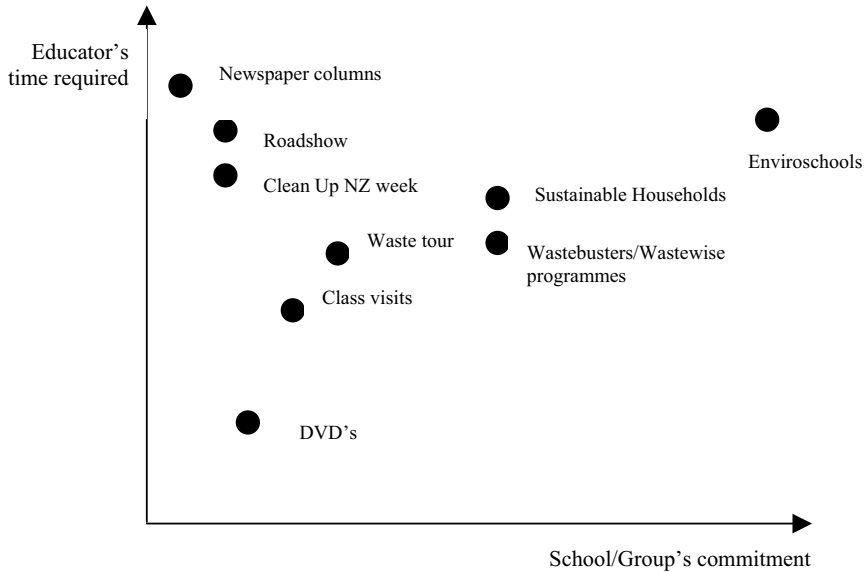 Educator's
time required
Newspaper columns
Roadshow
Enviroschools
Clean Up NZ week
Sustainable Households
Waste tour
Wastebusters/Wastewise
programmes
Class visits
DVD's
School/Group's commitment